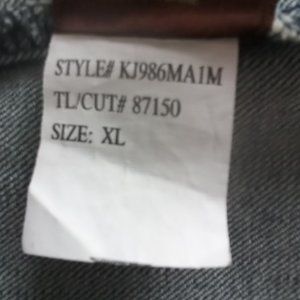 STYLE# KJ986MA1M
TL/CUT# 87150
SIZE: XL